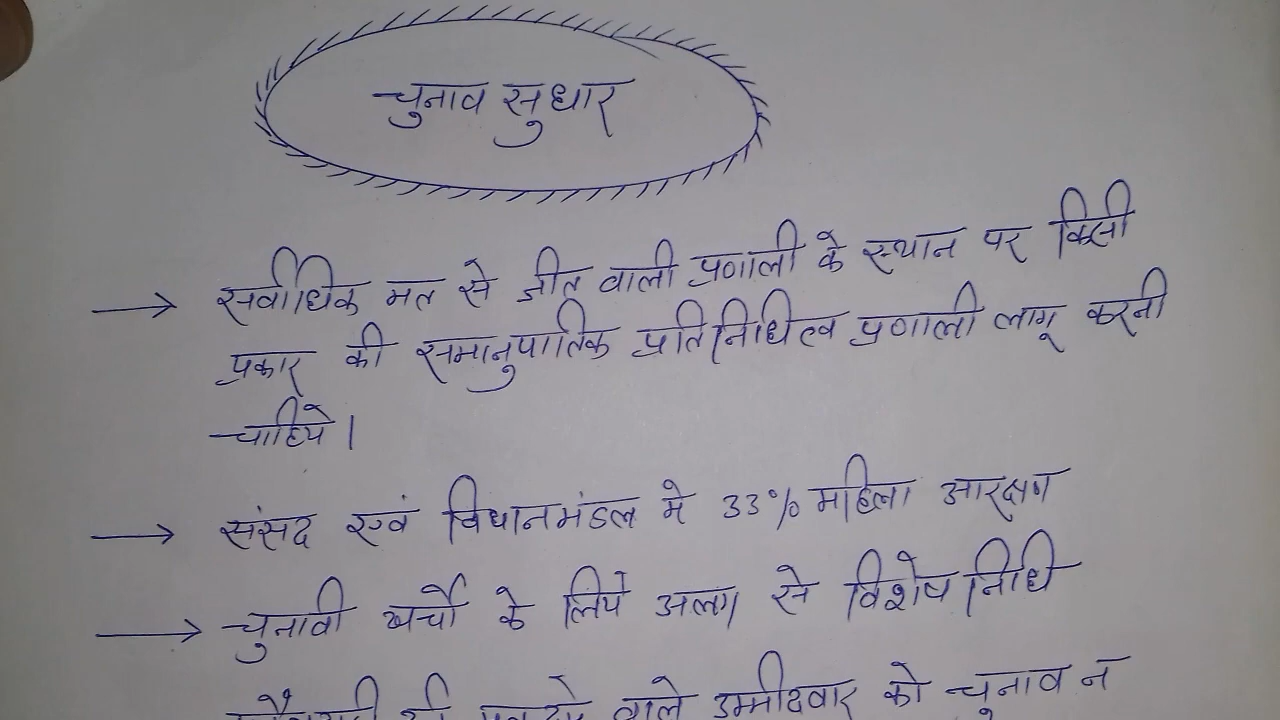 चुनाव सुधार
→ सर्वाधिक मत से जीत वाली प्रणाली के स्थान पर किसी
प्रकार की समानुपातिक प्रतिनिधित्व प्रणाली लागू करनी
चाहिये।
→ संसद एवं विधानमंडल मे 33% महिला आरक्षण
→ चुनावी खर्चो के लिये अलग से विशेष निधि
वाले उम्मीदवार को चुनाव न